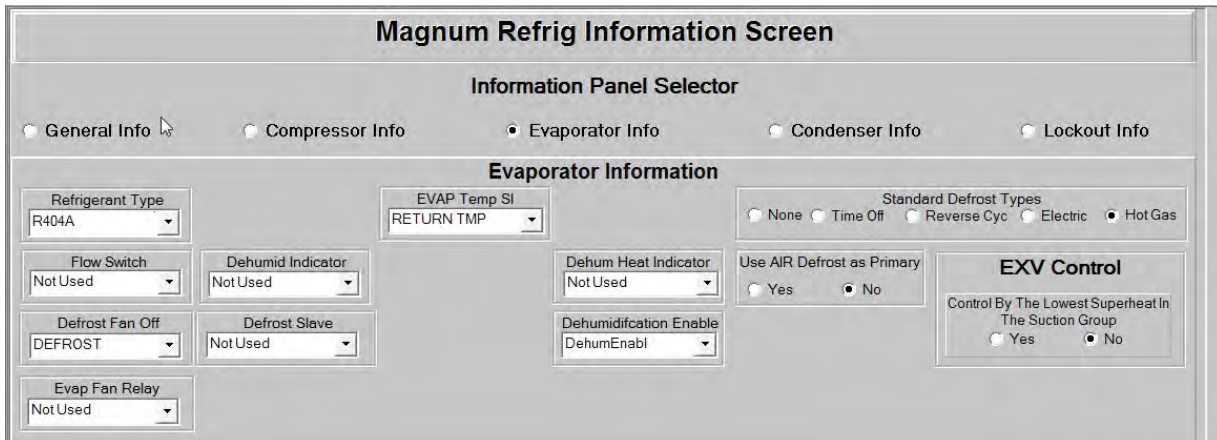 Magnum Refrig Information Screen
Information Panel Selector
General Info Compressor Info Evaporator Info Condenser Info Lockout Info
Evaporator Information
Refrigerant Type
R404A
EVAP Temp SI
RETURN TMP
Standard Defrost Types
None Time Off Reverse Cyc Electric Hot Gas
Flow Switch
Not Used
Dehumid Indicator
Not Used
Dehum Heat Indicator
Not Used
Use AIR Defrost as Primary
Yes No
EXV Control
Control By The Lowest Superheat In
The Suction Group
Yes No
Defrost Fan Off
DEFROST
Defrost Slave
Not Used
Dehumidifcation Enable
DehumEnabl
Evap Fan Relay
Not Used